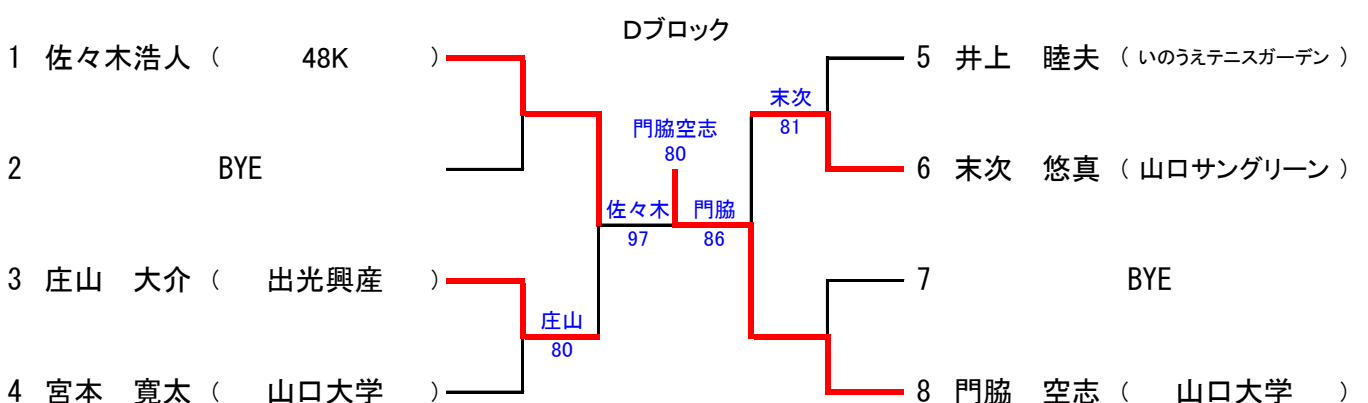 Dブロック
1 佐々木浩人 ( 48K )
5 井上 睦夫 ( いのうえテニスガーデン )
末次
81
門脇空志
80
2 BYE
6 末次 悠真 ( 山口サングリーン )
佐々木
97
門脇
86
3 庄山 大介 ( 出光興産 )
7 BYE
庄山
80
4 宮本 寛太 ( 山口大学 )
8 門脇 空志 ( 山口大学 )